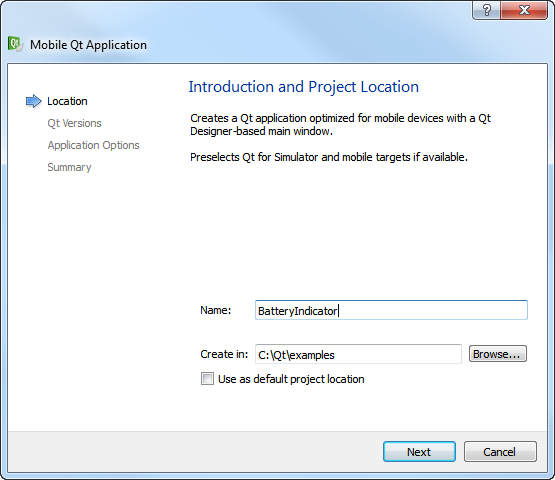 Qt
Mobile Qt Application
Location
Qt Versions
Application Options
Summary
Introduction and Project Location
Creates a Qt application optimized for mobile devices with a Qt
Designer-based main window.
Preselects Qt for Simulator and mobile targets if available.
Name: BatteryIndicator
Create in: C:\Qt\examples Browse...
Use as default project location
Next Cancel